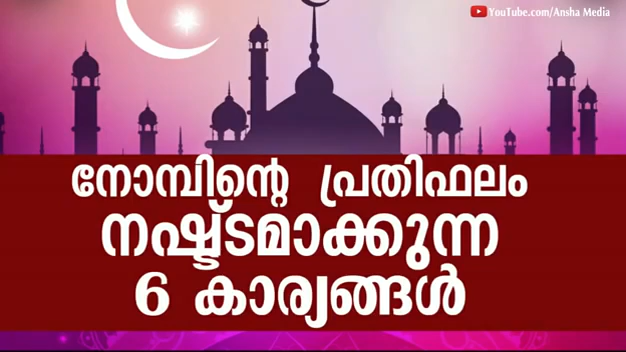 YouTube.com/Ansha Media
നോമ്പിന്റെ പ്രതിഫലം
നഷ്ട്ടമാക്കുന്ന
6 കാര്യങ്ങൾ